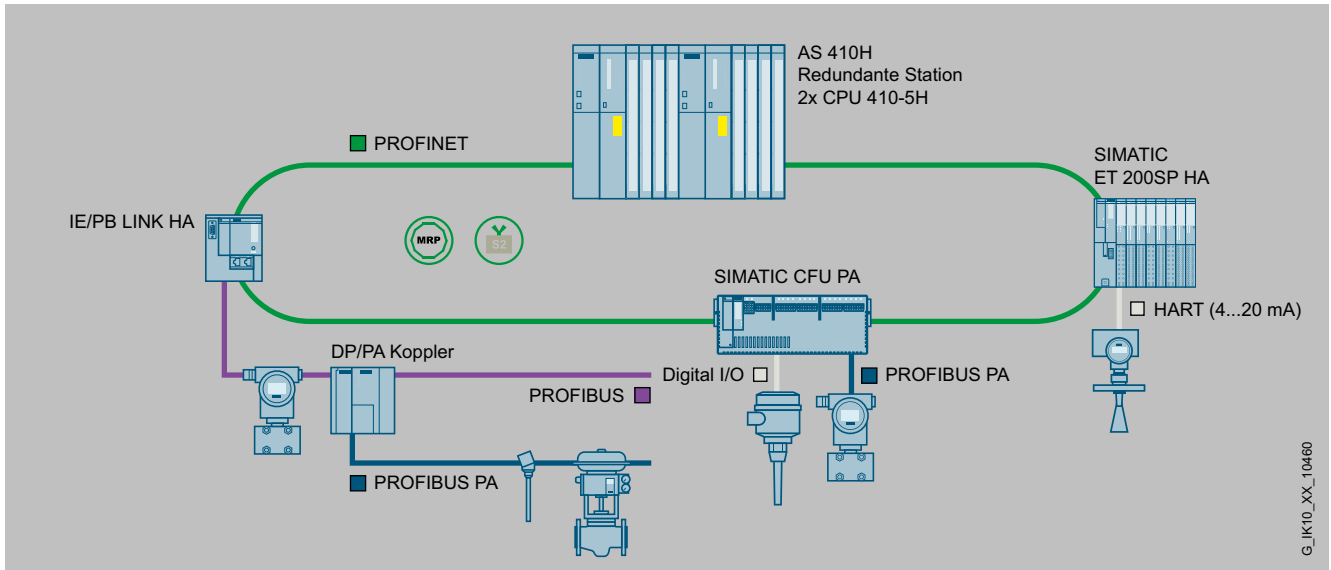 AS 410H
Redundante Station
2x CPU 410-5H
PROFINET
SIMATIC
ET 200SP HA
IE/PB LINK HA
MRP
S2
SIMATIC CFU PA
HART (4...20 mA)
DP/PA Koppler
Digital I/O
PROFIBUS PA
PROFIBUS
PROFIBUS PA
G_IK10_XX_10460